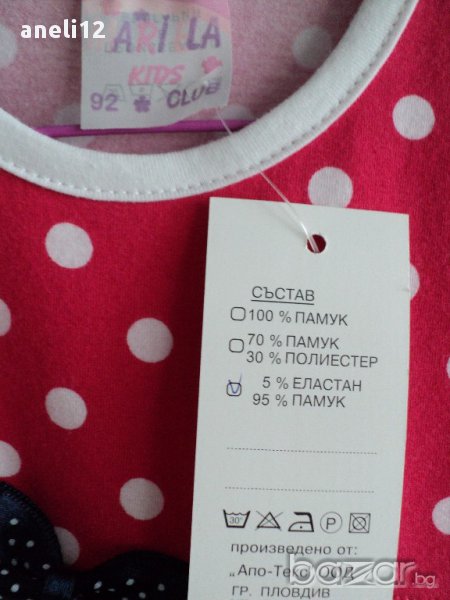 aneli12
MARILLA
KIDS
92 CLUB
СЪСТАВ
100 % ПАМУК
70 % ПАМУК
30 % ПОЛИЕСТЕР
5 % ЕЛАСТАН
95 % ПАМУК
30°
произведено от:
„Апо-Текс" ООД
ГР. ПЛОВДИВ
bazar.bg